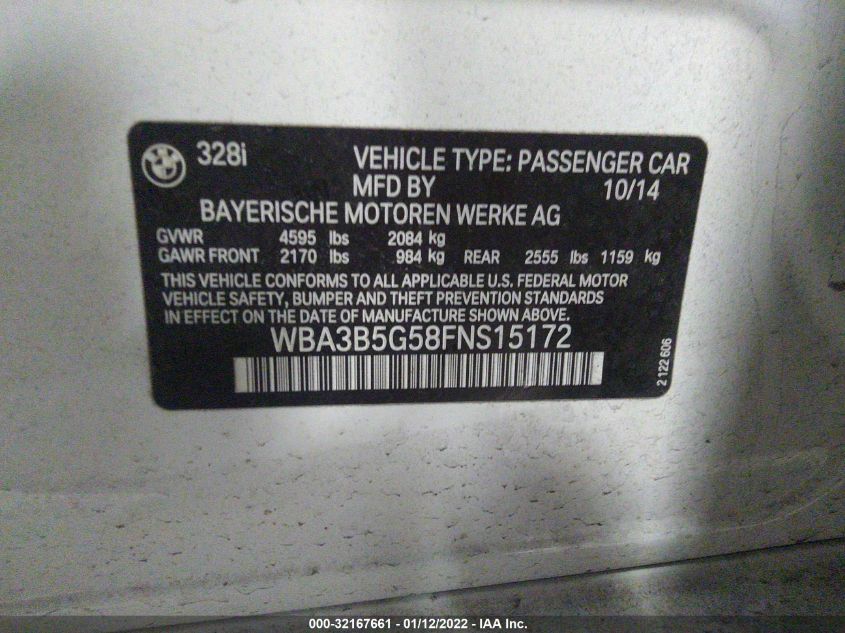 BMW
328i VEHICLE TYPE: PASSENGER CAR
MFD BY 10/14
BAYERISCHE MOTOREN WERKE AG
GVWR 4595 lbs 2084 kg
GAWR FRONT 2170 lbs 984 kg REAR 2555 lbs 1159 kg
THIS VEHICLE CONFORMS TO ALL APPLICABLE U.S. FEDERAL MOTOR
VEHICLE SAFETY, BUMPER AND THEFT PREVENTION STANDARDS
IN EFFECT ON THE DATE OF MANUFACTURE SHOWN ABOVE.
WBA3B5G58FNS15172
2 122 606
000-32167661 - 01/12/2022 - IAA Inc.